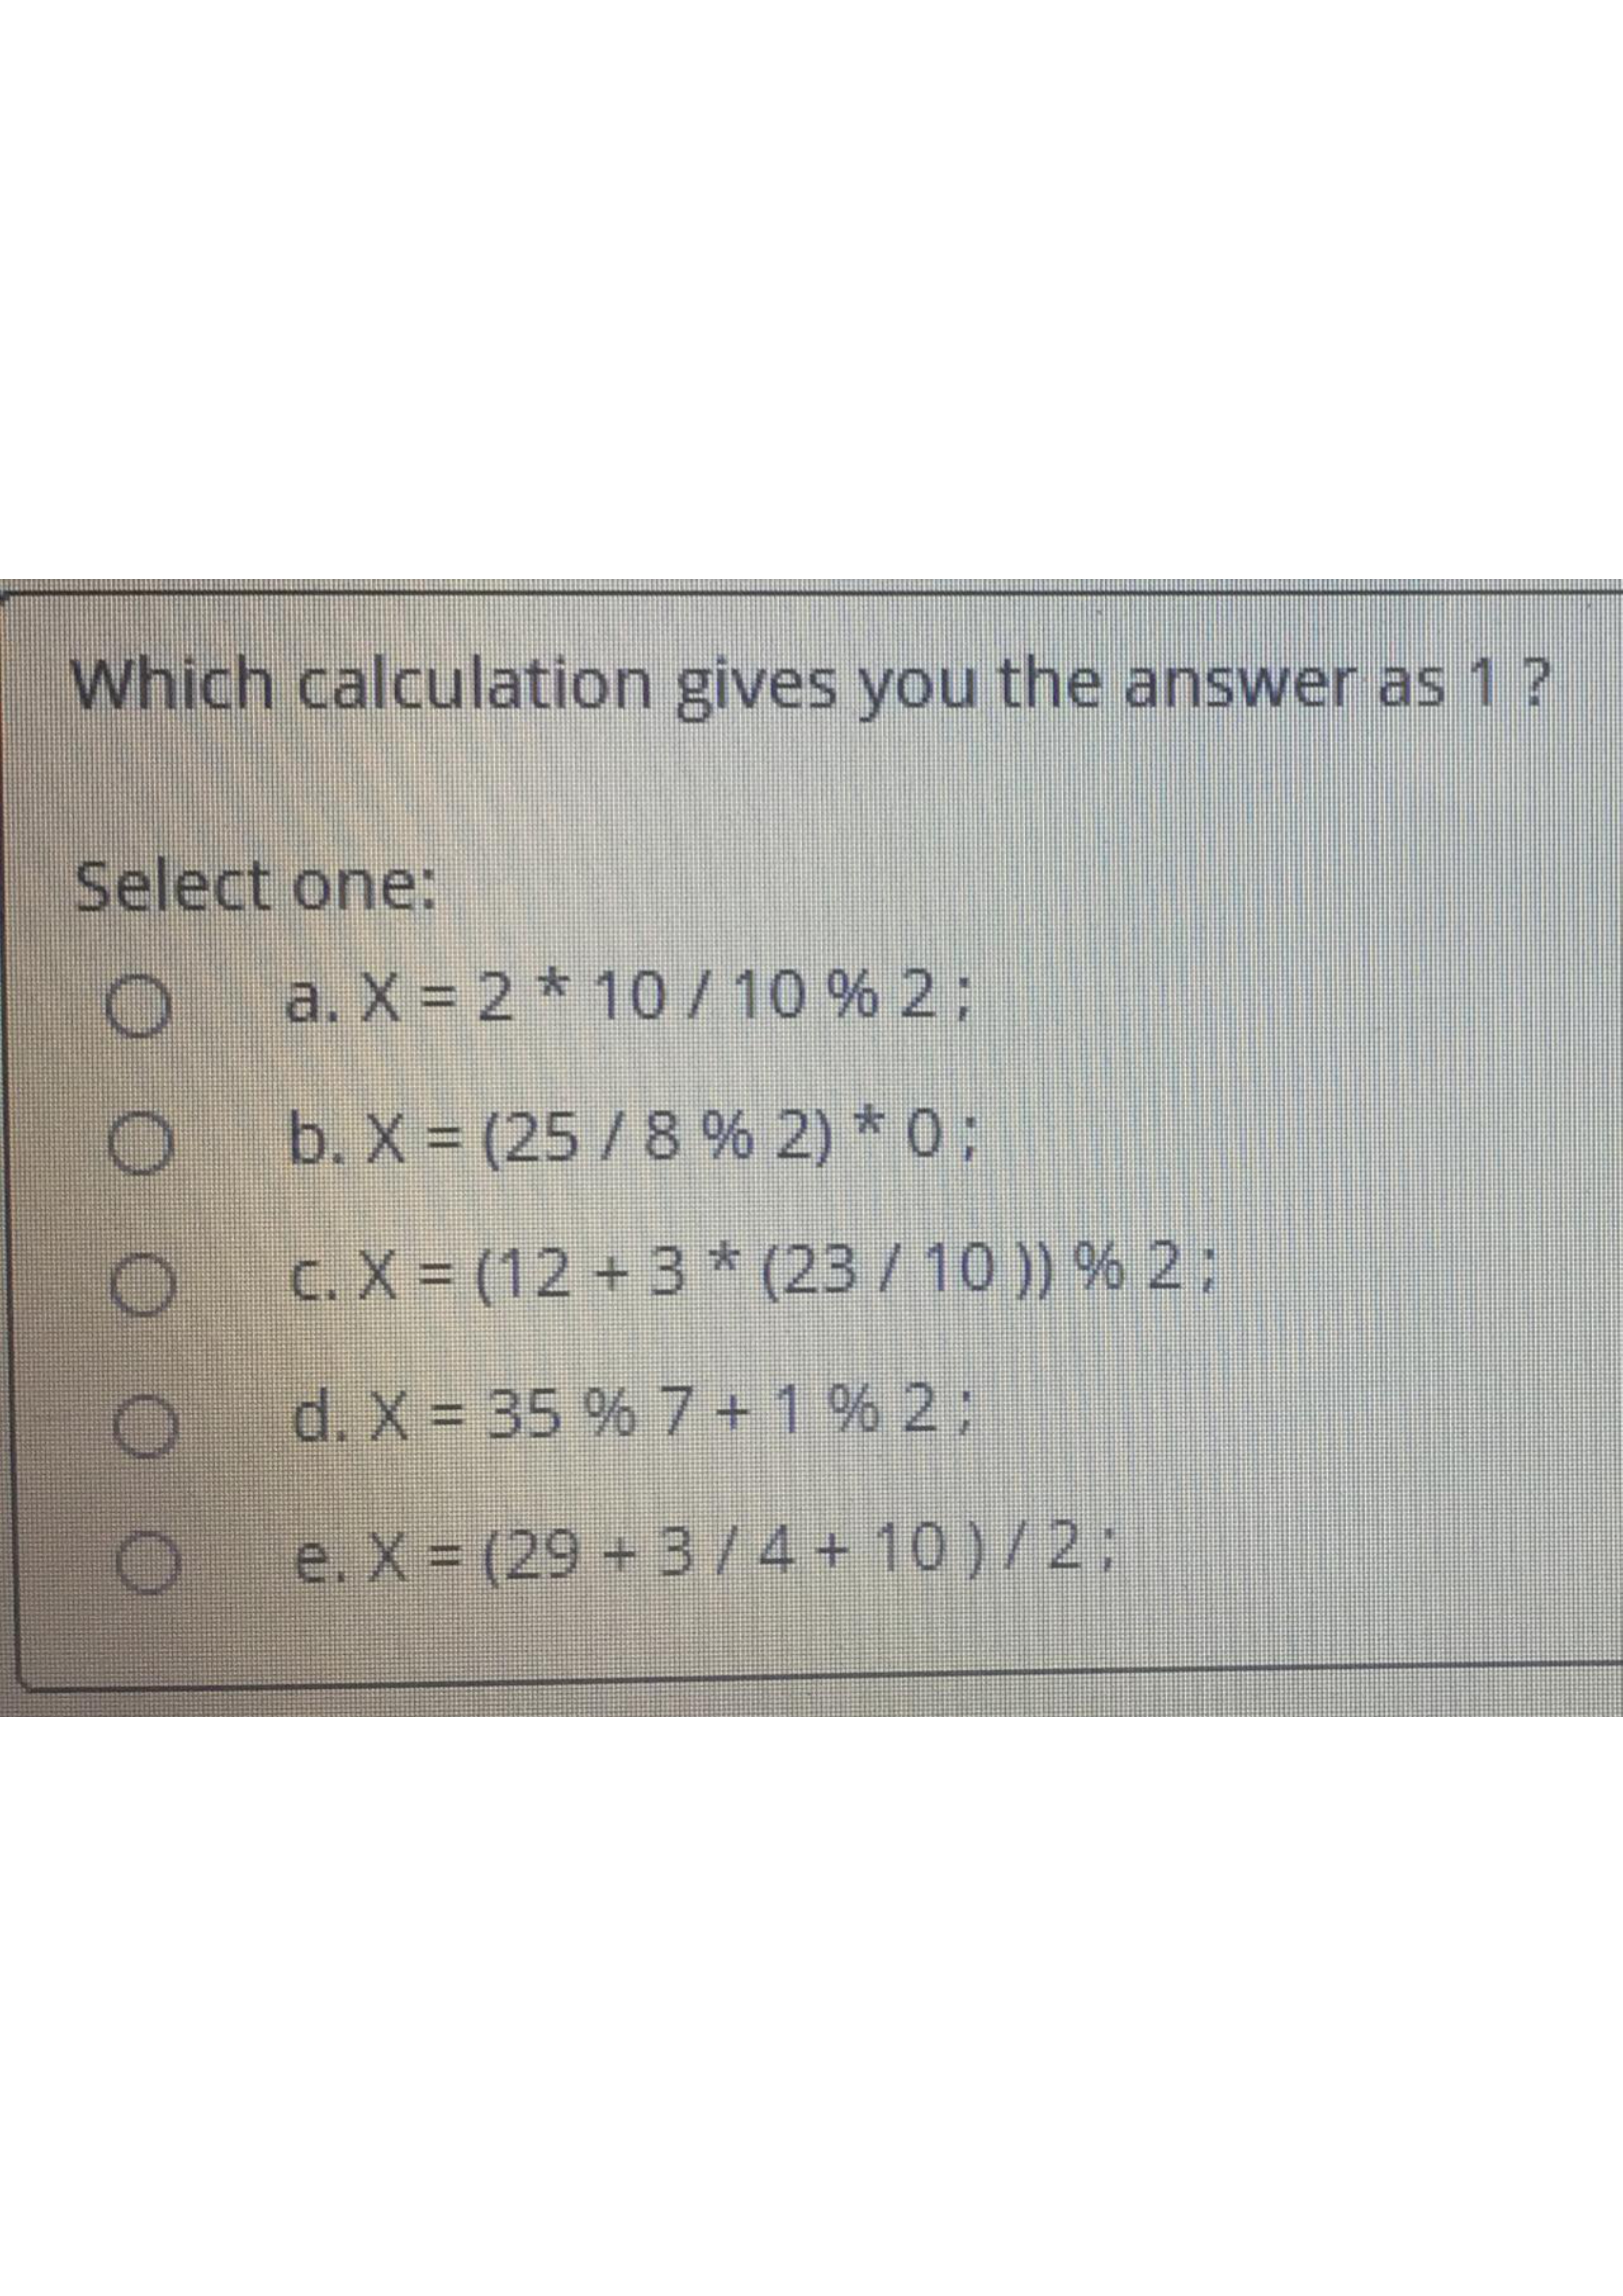 Which calculation gives you the answer as 1 ?
Select one:
a. X = 2 * 10 / 10 % 2 ;
b. X = (25 / 8 % 2) * 0 ;
c. X = (12 + 3 * (23 / 10 )) % 2 ;
d. X = 35 % 7 + 1 % 2 ;
e. X = (29 + 3 / 4 + 10 ) / 2 ;